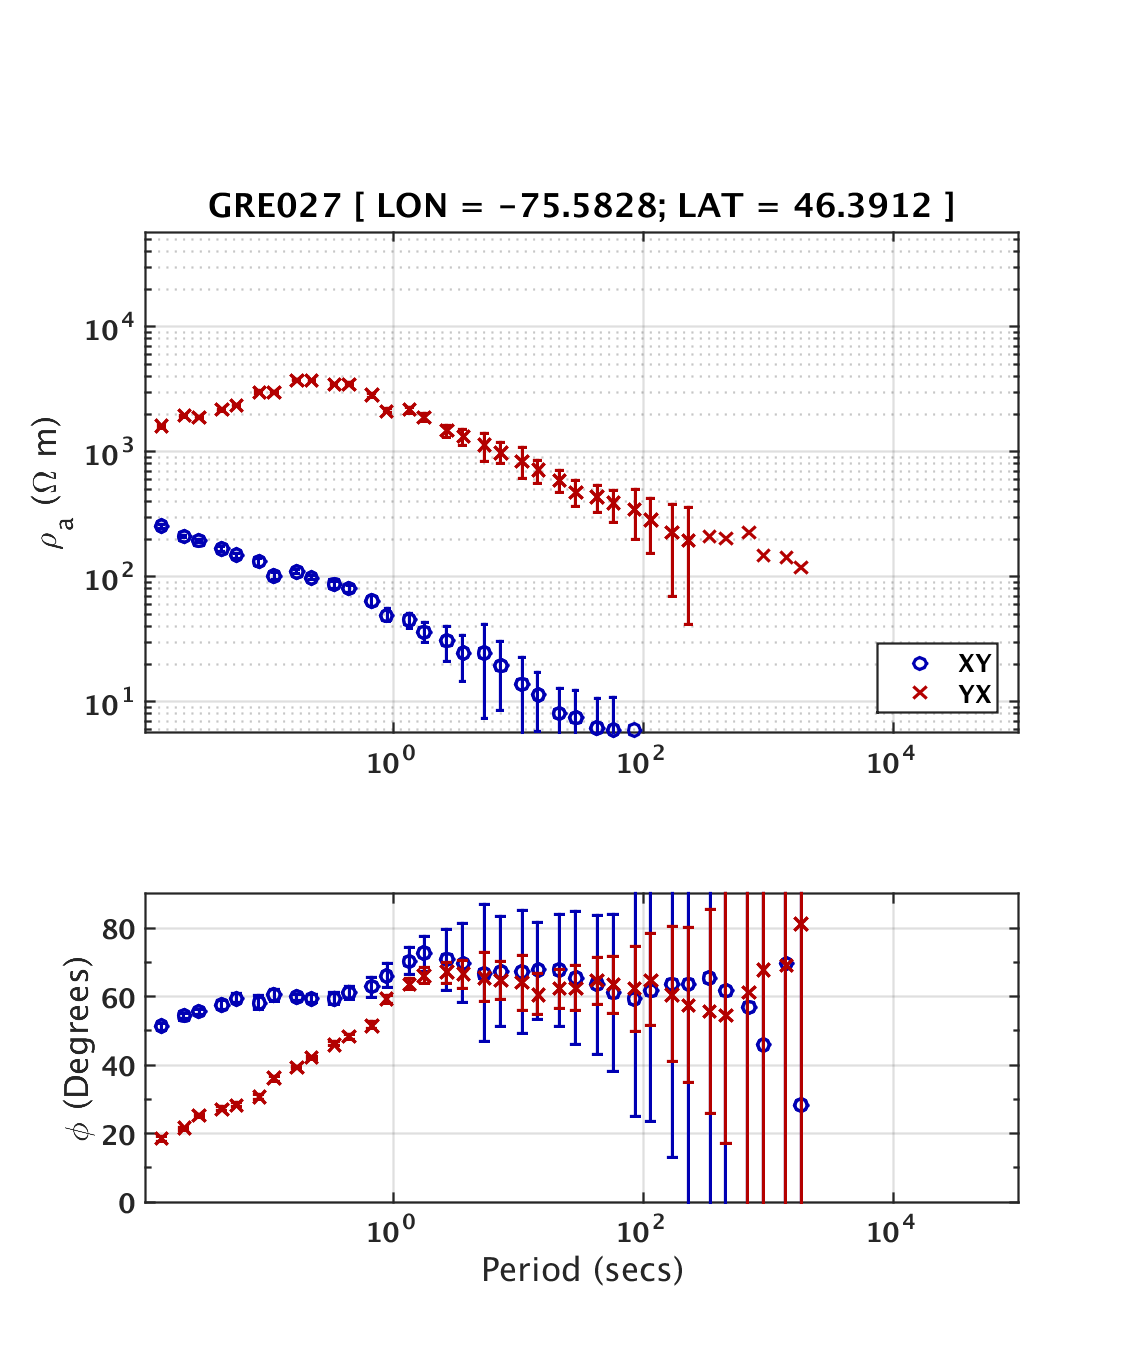 GRE027 [ LON = -75.5828; LAT = 46.3912 ]
ρa (Ω m)
10^4
10^3
10^2
10^1
XY
YX
10^0 10^2 10^4
ϕ (Degrees)
80
60
40
20
0
10^0 10^2 10^4
Period (secs)